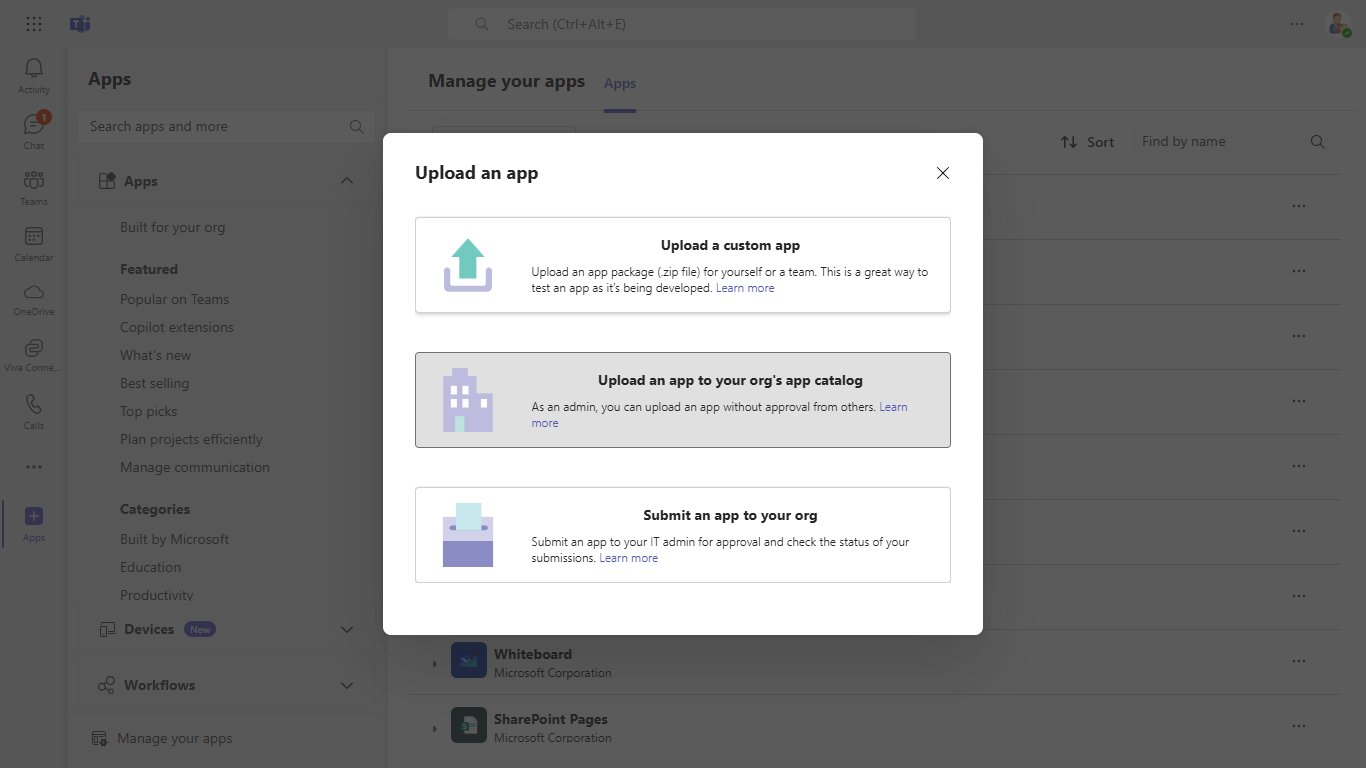 Search (Ctrl+Alt+E)
Activity
1
Chat
Teams
Calendar
OneDrive
Viva Conne...
Calls
Apps
Apps
Search apps and more
Apps
Built for your org
Featured
Popular on Teams
Copilot extensions
What's new
Best selling
Top picks
Plan projects efficiently
Manage communication
Categories
Built by Microsoft
Education
Productivity
Devices New
Workflows
Manage your apps
Manage your apps Apps
Sort Find by name
Upload an app
Upload a custom app
Upload an app package (.zip file) for yourself or a team. This is a great way to
test an app as it's being developed. Learn more
Upload an app to your org's app catalog
As an admin, you can upload an app without approval from others. Learn
more
Submit an app to your org
Submit an app to your IT admin for approval and check the status of your
submissions. Learn more
Whiteboard
Microsoft Corporation
SharePoint Pages
Microsoft Corporation